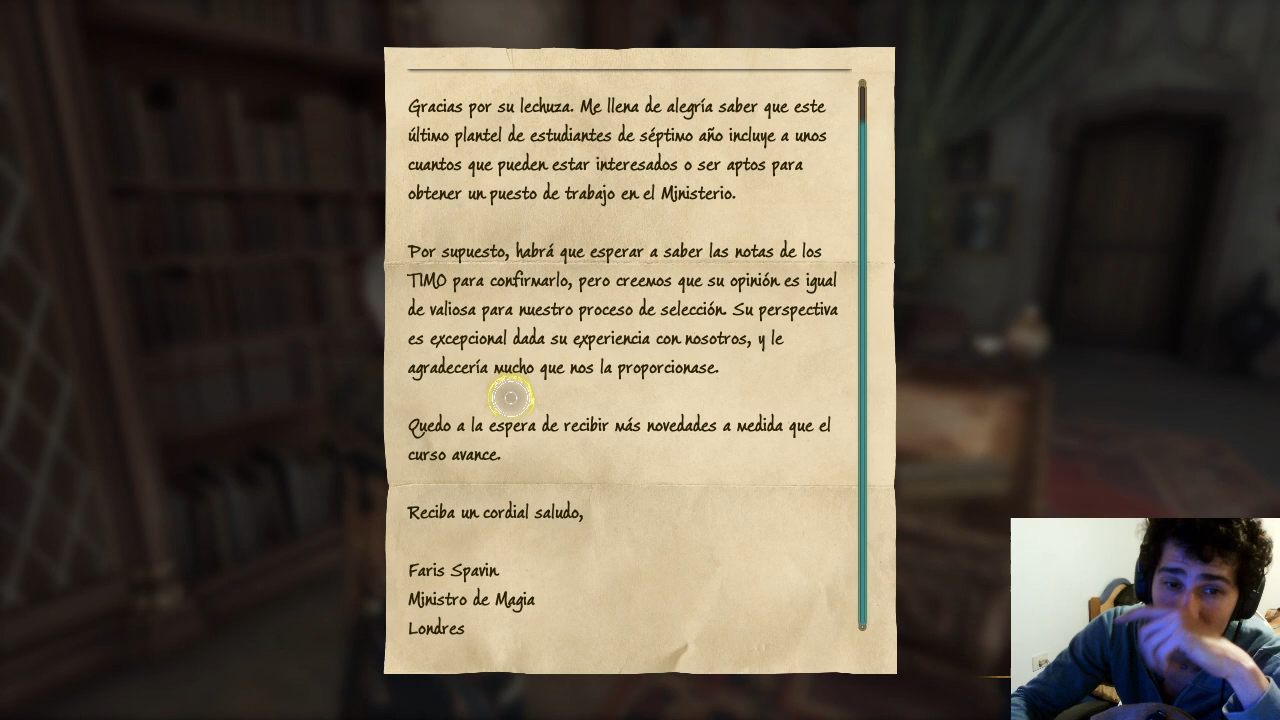 Gracias por su lechuza. Me llena de alegría saber que este
último plantel de estudiantes de séptimo año incluye a unos
cuantos que pueden estar interesados o ser aptos para
obtener un puesto de trabajo en el Ministerio.
Por supuesto, habrá que esperar a saber las notas de los
TIMO para confirmarlo, pero creemos que su opinión es igual
de valiosa para nuestro proceso de selección. Su perspectiva
es excepcional dada su experiencia con nosotros, y le
agradecería mucho que nos la proporcionase.
Quedo a la espera de recibir más novedades a medida que el
curso avance.
Reciba un cordial saludo,
Faris Spavin
Ministro de Magia
Londres